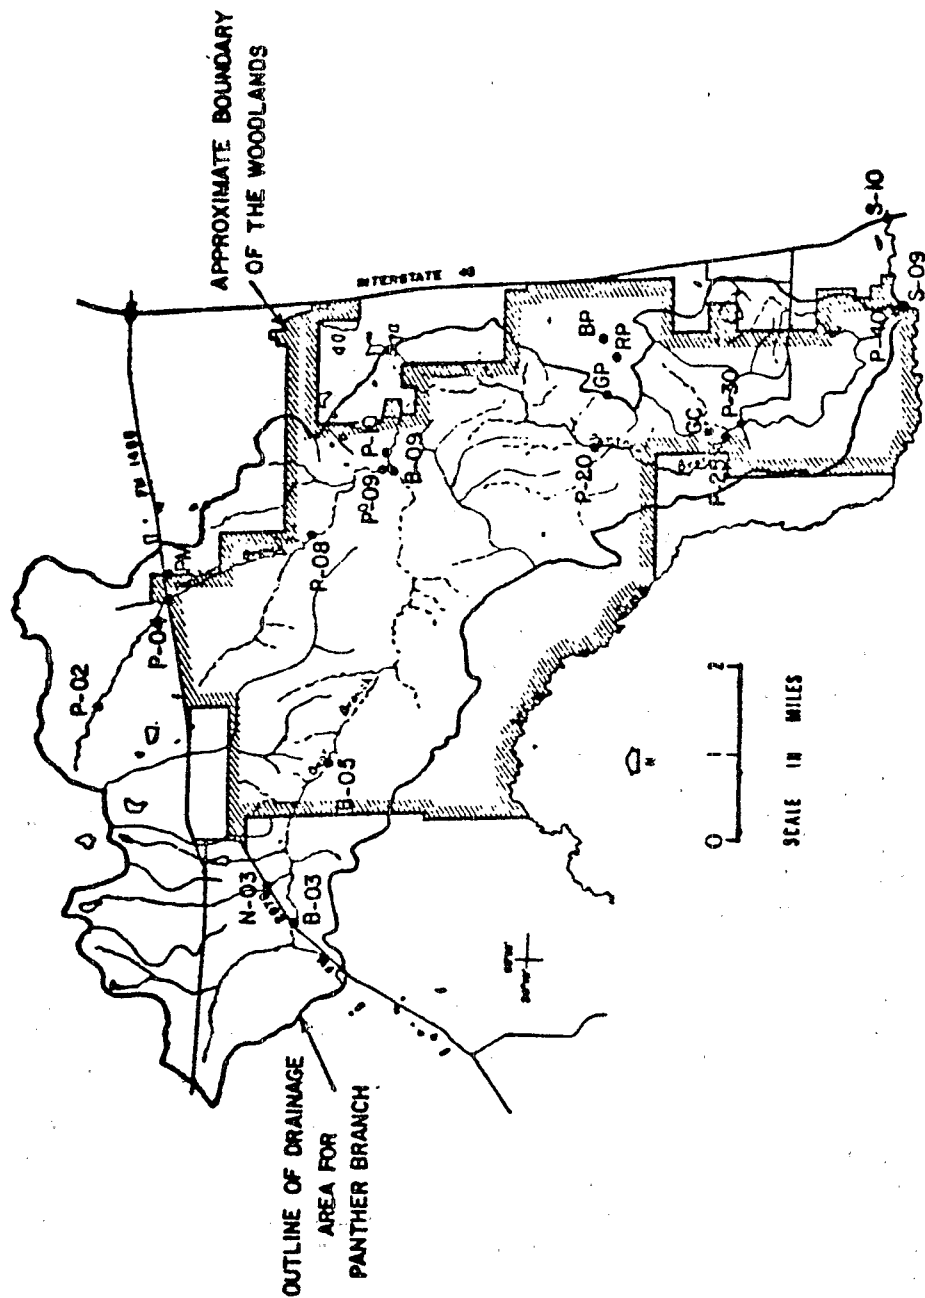 APPROXIMATE BOUNDARY
OF THE WOODLANDS
INTERSTATE 45
FM 1488
PM
P-02
P-04
P-08
P-09
P-10
B-09
B-05
N-03
B-03
FM
P-20
GP
BP
RP
GC
P-25
P-30
P-40
S-09
S-10
OUTLINE OF DRAINAGE
AREA FOR
PANTHER BRANCH
N
0 1 2
SCALE IN MILES